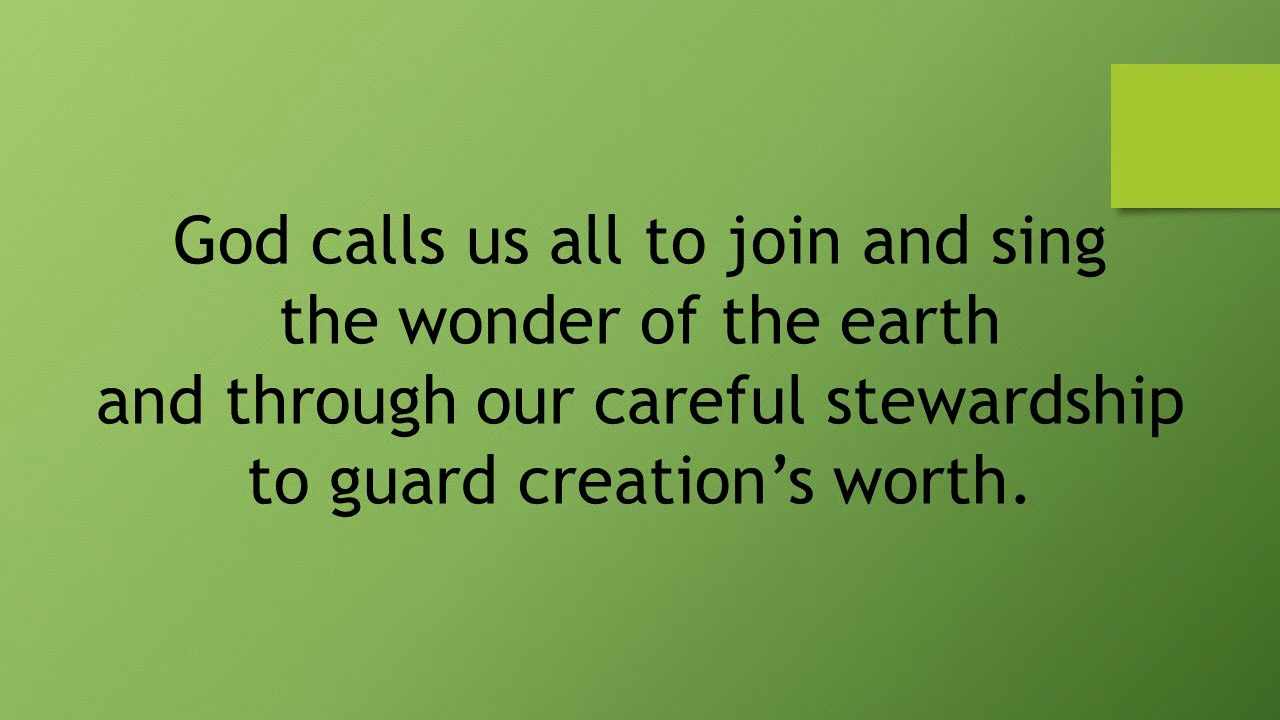 God calls us all to join and sing
the wonder of the earth
and through our careful stewardship
to guard creation’s worth.